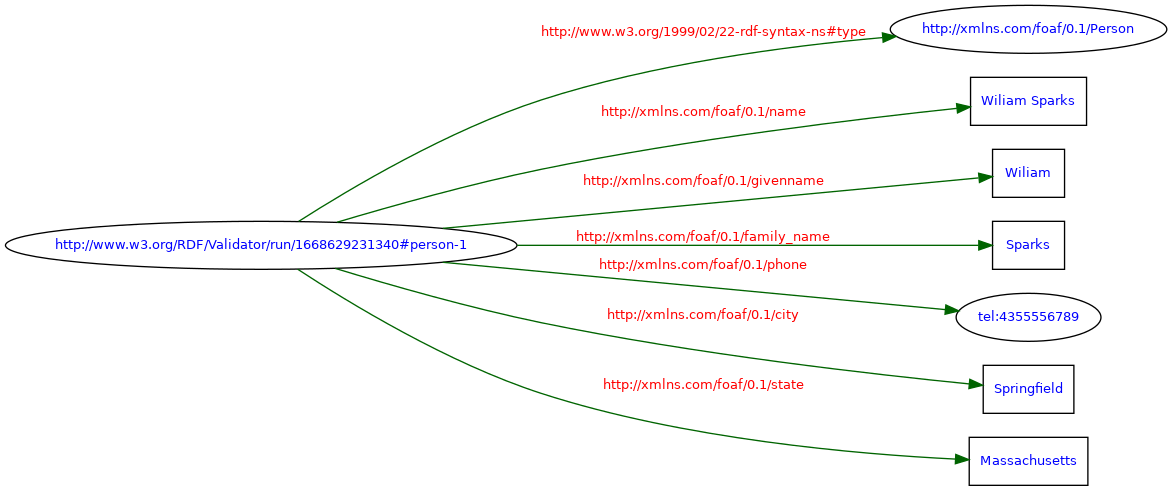 http://www.w3.org/1999/02/22-rdf-syntax-ns#type
http://xmlns.com/foaf/0.1/Person
http://xmlns.com/foaf/0.1/name
Wiliam Sparks
http://xmlns.com/foaf/0.1/givenname
Wiliam
http://www.w3.org/RDF/Validator/run/1668629231340#person-1
http://xmlns.com/foaf/0.1/family_name
Sparks
http://xmlns.com/foaf/0.1/phone
tel:4355556789
http://xmlns.com/foaf/0.1/city
Springfield
http://xmlns.com/foaf/0.1/state
Massachusetts